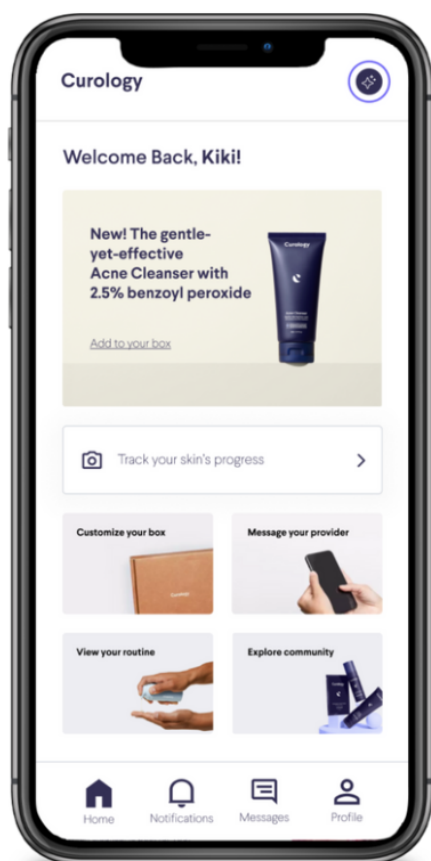 Curology
Welcome Back, Kiki!
New! The gentle-
yet-effective
Acne Cleanser with
2.5% benzoyl peroxide
Curology
Add to your box
Track your skin's progress
Customize your box
Message your provider
Curology
View your routine
Explore community
Home
Notifications
Messages
Profile